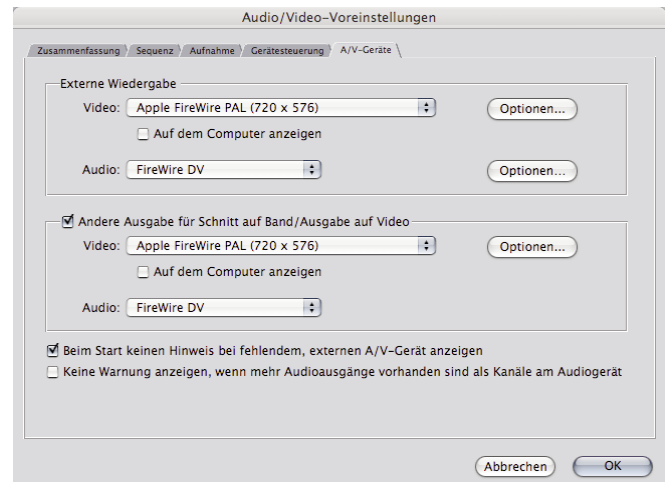 Audio/Video-Voreinstellungen
Zusammenfassung Sequenz Aufnahme Gerätesteuerung A/V-Geräte
Externe Wiedergabe
Video: Apple FireWire PAL (720 x 576) Optionen...
Auf dem Computer anzeigen
Audio: FireWire DV Optionen...
Andere Ausgabe für Schnitt auf Band/Ausgabe auf Video
Video: Apple FireWire PAL (720 x 576) Optionen...
Auf dem Computer anzeigen
Audio: FireWire DV
Beim Start keinen Hinweis bei fehlendem, externen A/V-Gerät anzeigen
Keine Warnung anzeigen, wenn mehr Audioausgänge vorhanden sind als Kanäle am Audiogerät
Abbrechen OK